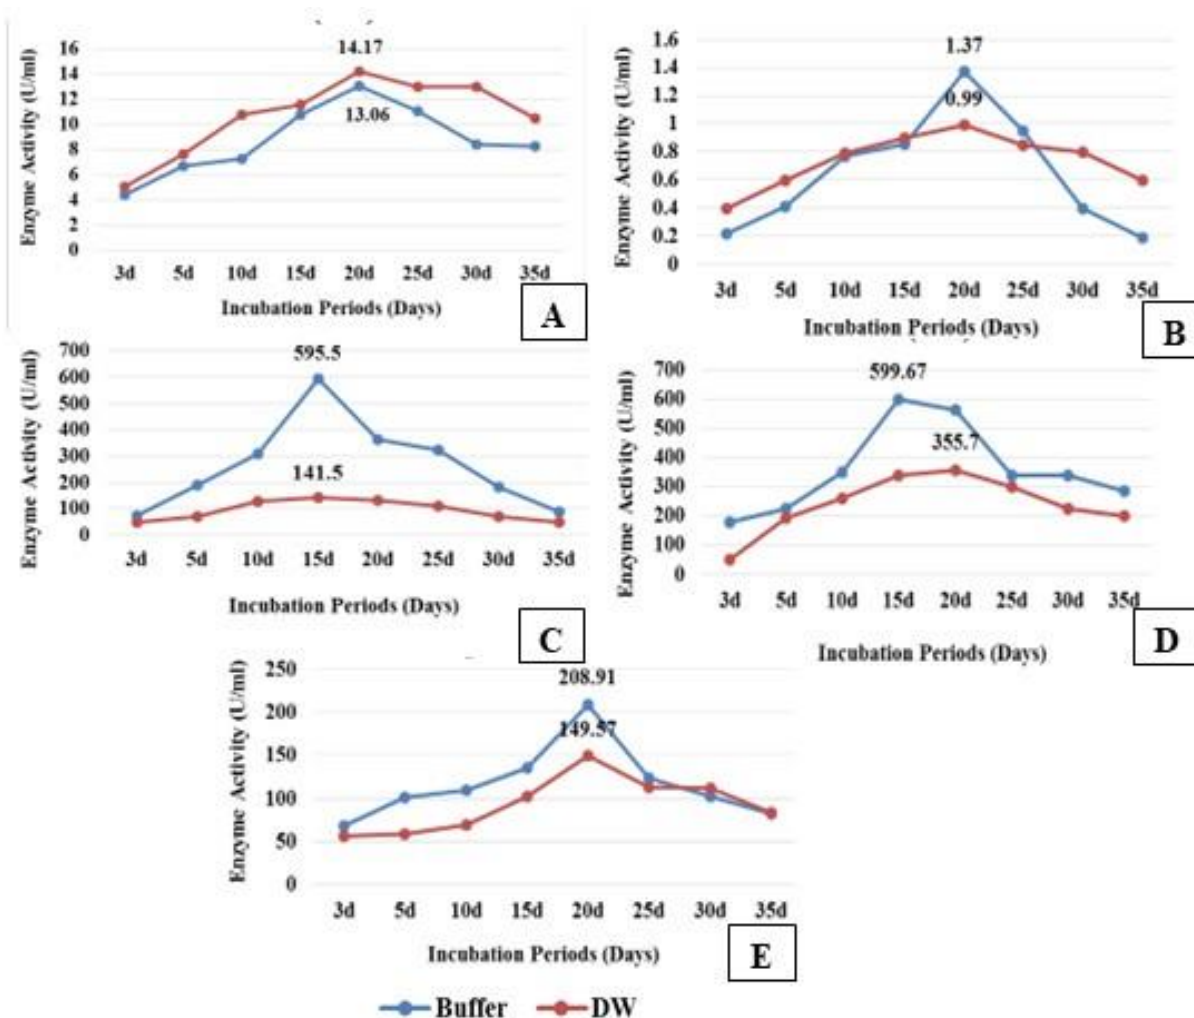 14.17
13.06
Enzyme Activity (U/ml)
16
14
12
10
8
6
4
2
0
3d 5d 10d 15d 20d 25d 30d 35d
Incubation Periods (Days)
A
1.37
0.99
Enzyme Activity (U/ml)
1.6
1.4
1.2
1
0.8
0.6
0.4
0.2
0
3d 5d 10d 15d 20d 25d 30d 35d
Incubation Periods (Days)
B
595.5
141.5
Enzyme Activity (U/ml)
700
600
500
400
300
200
100
0
3d 5d 10d 15d 20d 25d 30d 35d
Incubation Periods (Days)
C
599.67
355.7
Enzyme Activity (U/ml)
700
600
500
400
300
200
100
0
3d 5d 10d 15d 20d 25d 30d 35d
Incubation Periods (Days)
D
208.91
149.57
Enzyme Activity (U/ml)
250
200
150
100
50
0
3d 5d 10d 15d 20d 25d 30d 35d
Incubation Periods (Days)
E
Buffer DW